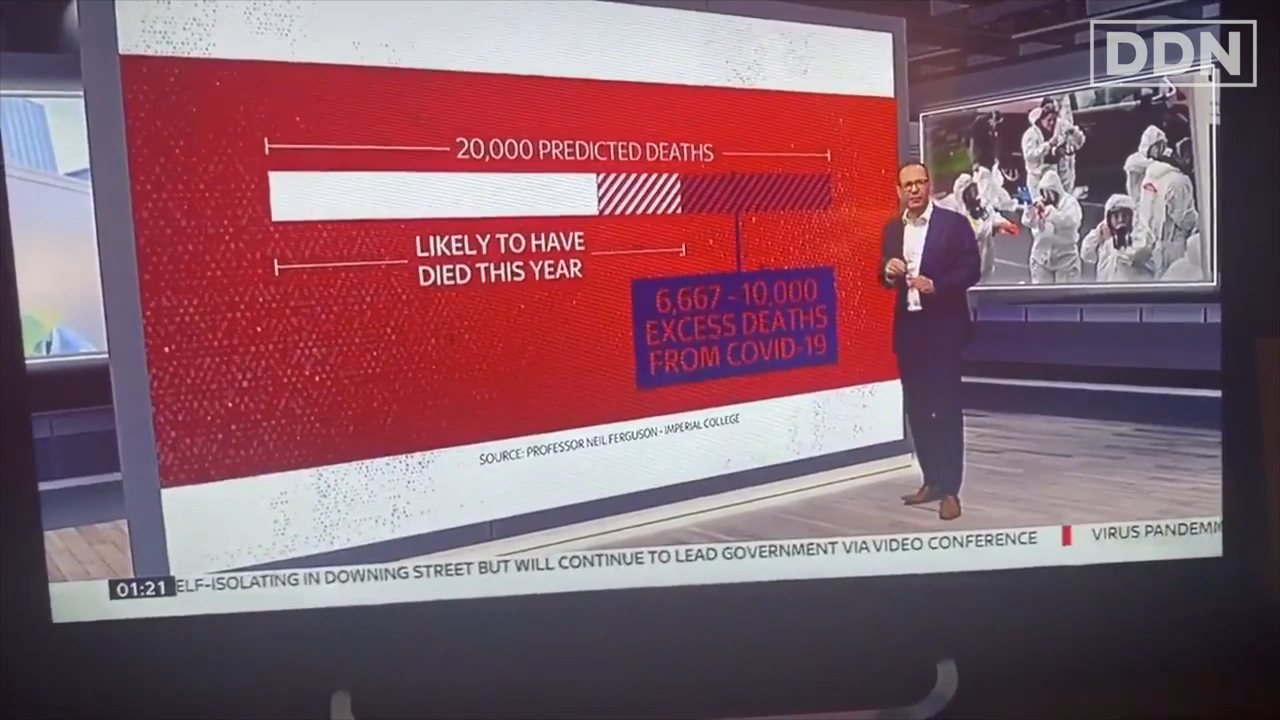 DDN
20,000 PREDICTED DEATHS
LIKELY TO HAVE
DIED THIS YEAR
6,667 - 10,000
EXCESS DEATHS
FROM COVID-19
SOURCE: PROFESSOR NEIL FERGUSON - IMPERIAL COLLEGE
01:21 ELF-ISOLATING IN DOWNING STREET BUT WILL CONTINUE TO LEAD GOVERNMENT VIA VIDEO CONFERENCE VIRUS PANDEMI